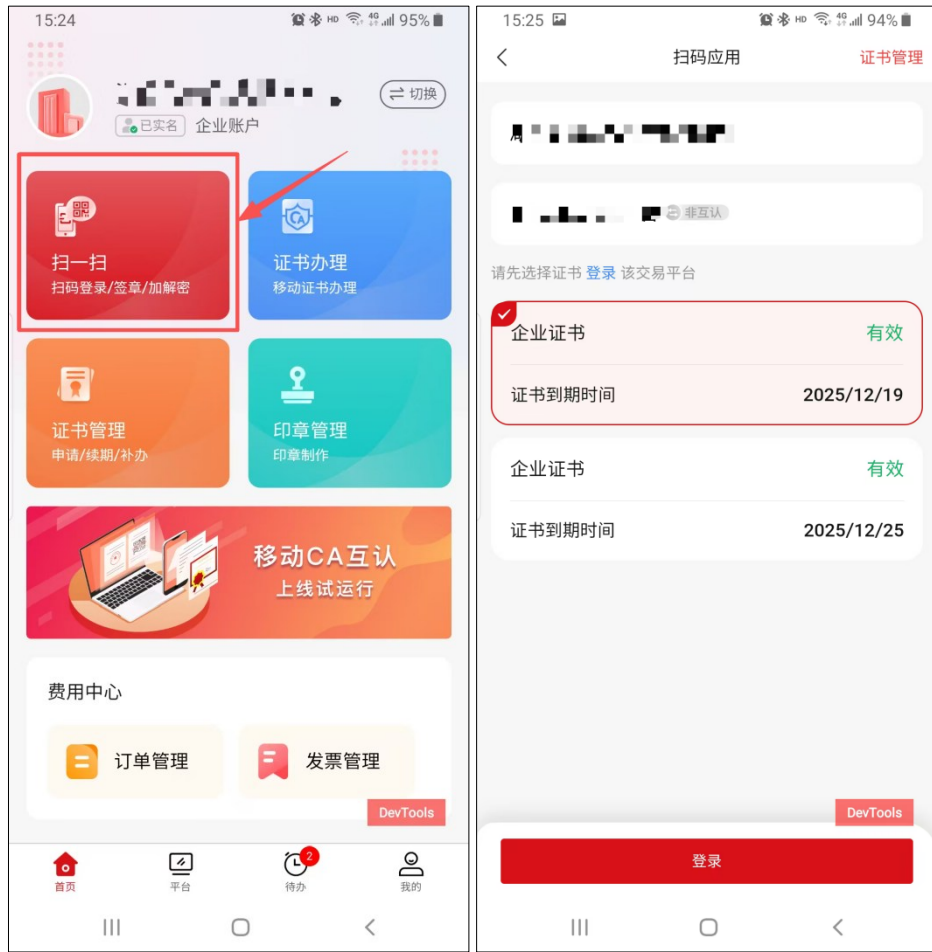 15:24
HD 4G 95%
切换
已实名 企业账户
扫一扫
扫码登录/签章/加解密
CA
证书办理
移动证书办理
证书管理
申请/续期/补办
印章管理
印章制作
移动CA互认
上线试运行
费用中心
订单管理
发票管理
DevTools
2
首页
平台
待办
我的
15:25
HD 4G 94%
扫码应用
证书管理
非互认
请先选择证书 登录 该交易平台
企业证书
有效
证书到期时间
2025/12/19
企业证书
有效
证书到期时间
2025/12/25
DevTools
登录